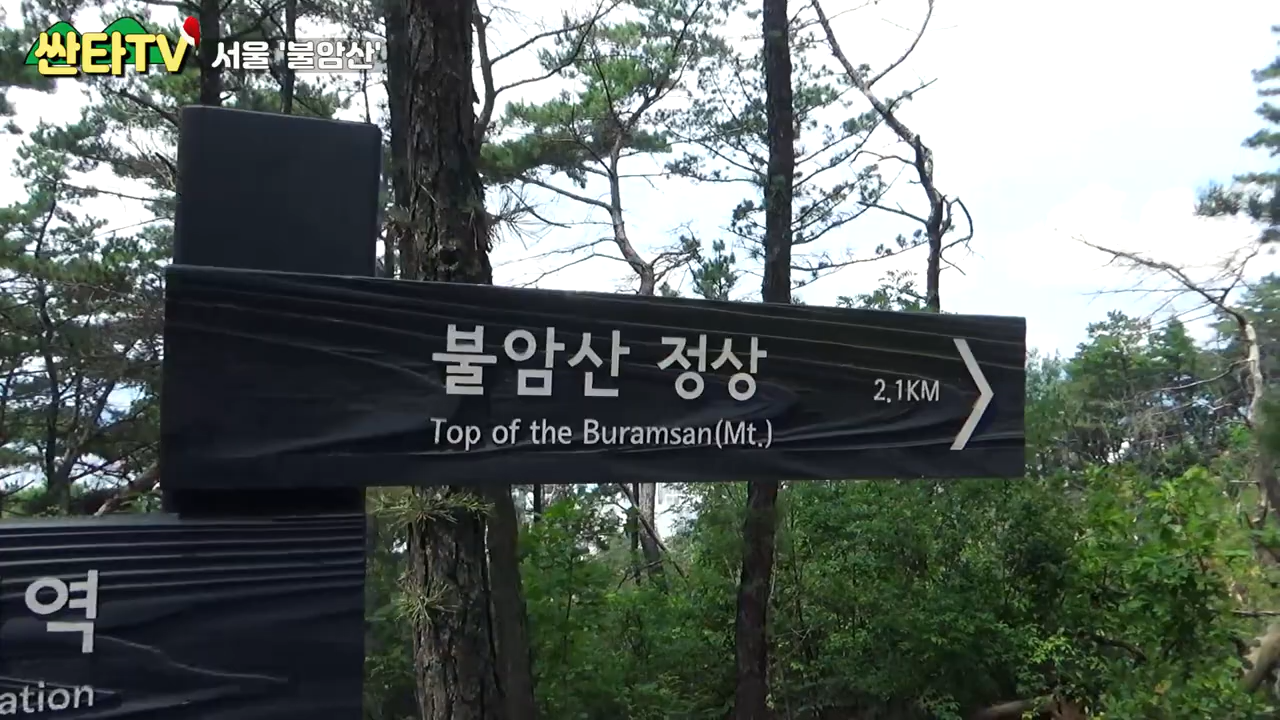 싼타TV 서울 '불암산'
불암산 정상
2.1KM
Top of the Buramsan(Mt.)
역
ation